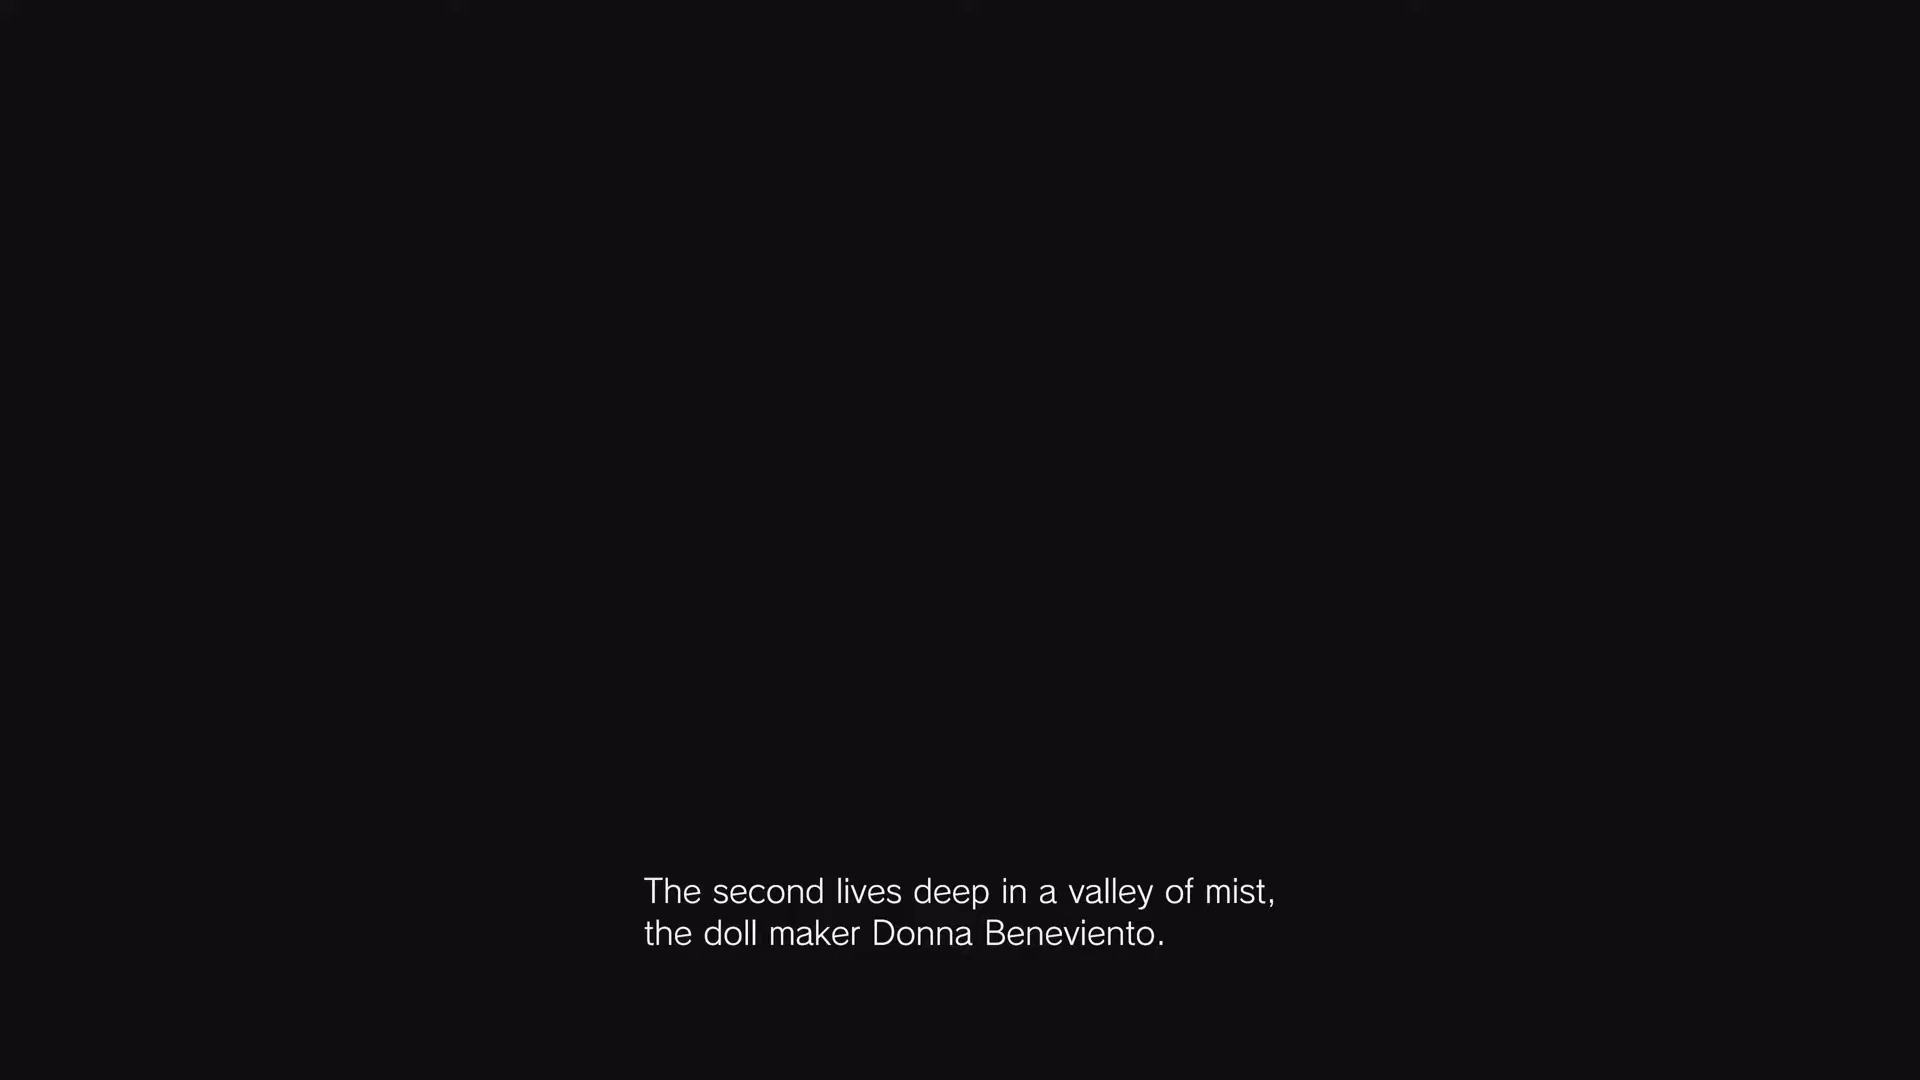 The second lives deep in a valley of mist,
the doll maker Donna Beneviento.